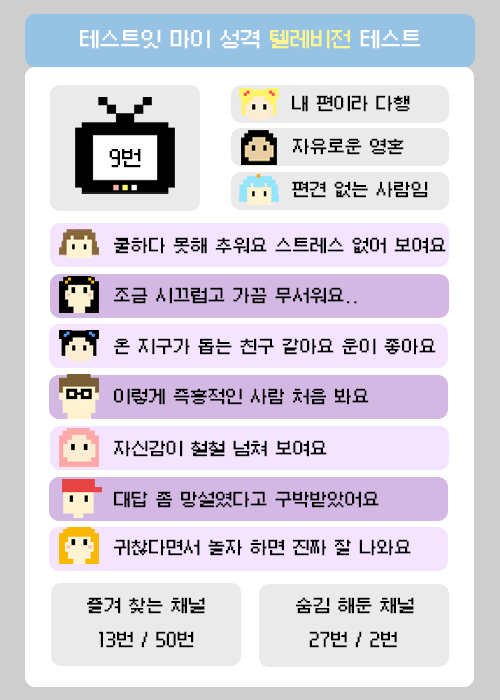 테스트잇 마이 성격 텔레비전 테스트
9번
내 편이라 다행
자유로운 영혼
편견 없는 사람임
쿨하다 못해 추워요 스트레스 없어 보여요
조금 시끄럽고 가끔 무서워요..
온 지구가 돕는 친구 같아요 운이 좋아요
이렇게 즉흥적인 사람 처음 봐요
자신감이 철철 넘쳐 보여요
대답 좀 망설였다고 구박받았어요
귀찮다면서 놀자 하면 진짜 잘 나와요
즐겨 찾는 채널
13번 / 50번
숨김 해둔 채널
27번 / 2번